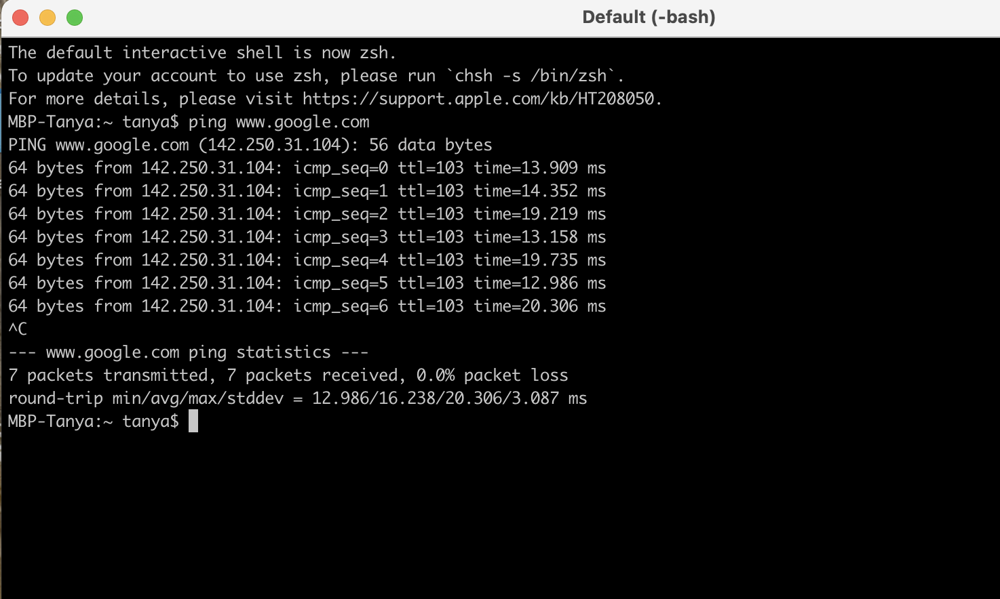 Default (-bash)
The default interactive shell is now zsh.
To update your account to use zsh, please run `chsh -s /bin/zsh`.
For more details, please visit https://support.apple.com/kb/HT208050.
MBP-Tanya:~ tanya$ ping www.google.com
PING www.google.com (142.250.31.104): 56 data bytes
64 bytes from 142.250.31.104: icmp_seq=0 ttl=103 time=13.909 ms
64 bytes from 142.250.31.104: icmp_seq=1 ttl=103 time=14.352 ms
64 bytes from 142.250.31.104: icmp_seq=2 ttl=103 time=19.219 ms
64 bytes from 142.250.31.104: icmp_seq=3 ttl=103 time=13.158 ms
64 bytes from 142.250.31.104: icmp_seq=4 ttl=103 time=19.735 ms
64 bytes from 142.250.31.104: icmp_seq=5 ttl=103 time=12.986 ms
64 bytes from 142.250.31.104: icmp_seq=6 ttl=103 time=20.306 ms
^C
--- www.google.com ping statistics ---
7 packets transmitted, 7 packets received, 0.0% packet loss
round-trip min/avg/max/stddev = 12.986/16.238/20.306/3.087 ms
MBP-Tanya:~ tanya$